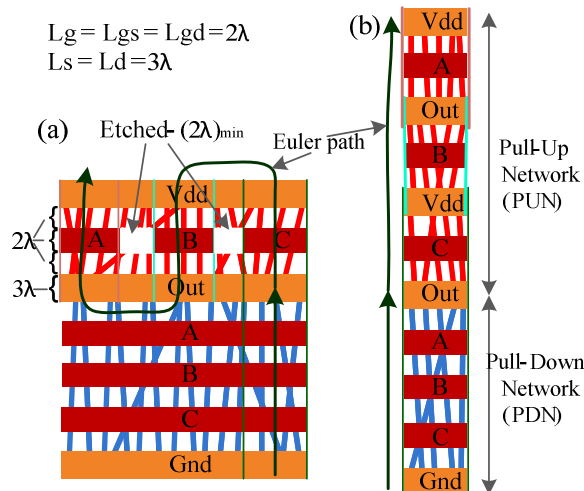 Lg = Lgs = Lgd = 2λ
Ls = Ld = 3λ
(a)
Etched- (2λ)min
Euler path
Vdd
2λ
A
B
C
3λ
Out
A
B
C
Gnd
(b)
Vdd
A
Out
B
Vdd
C
Out
A
B
C
Gnd
Pull-Up
Network
(PUN)
Pull-Down
Network
(PDN)